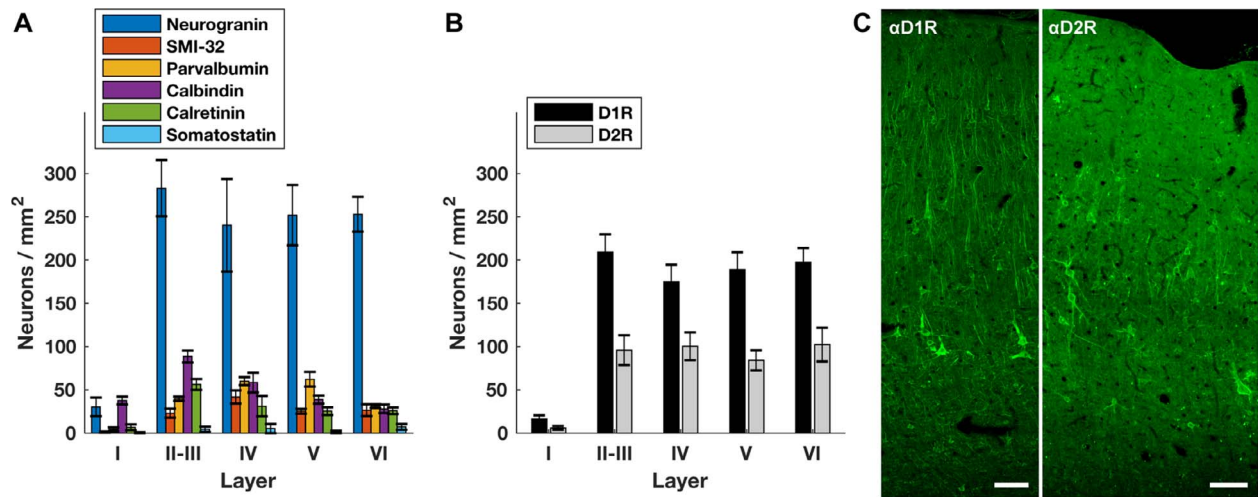 A
Neurogranin
SMI-32
Parvalbumin
Calbindin
Calretinin
Somatostatin
Neurons / mm²
300
250
200
150
100
50
0
I
II-III
IV
V
VI
Layer
B
D1R
D2R
Neurons / mm²
300
250
200
150
100
50
0
I
II-III
IV
V
VI
Layer
C
αD1R
αD2R